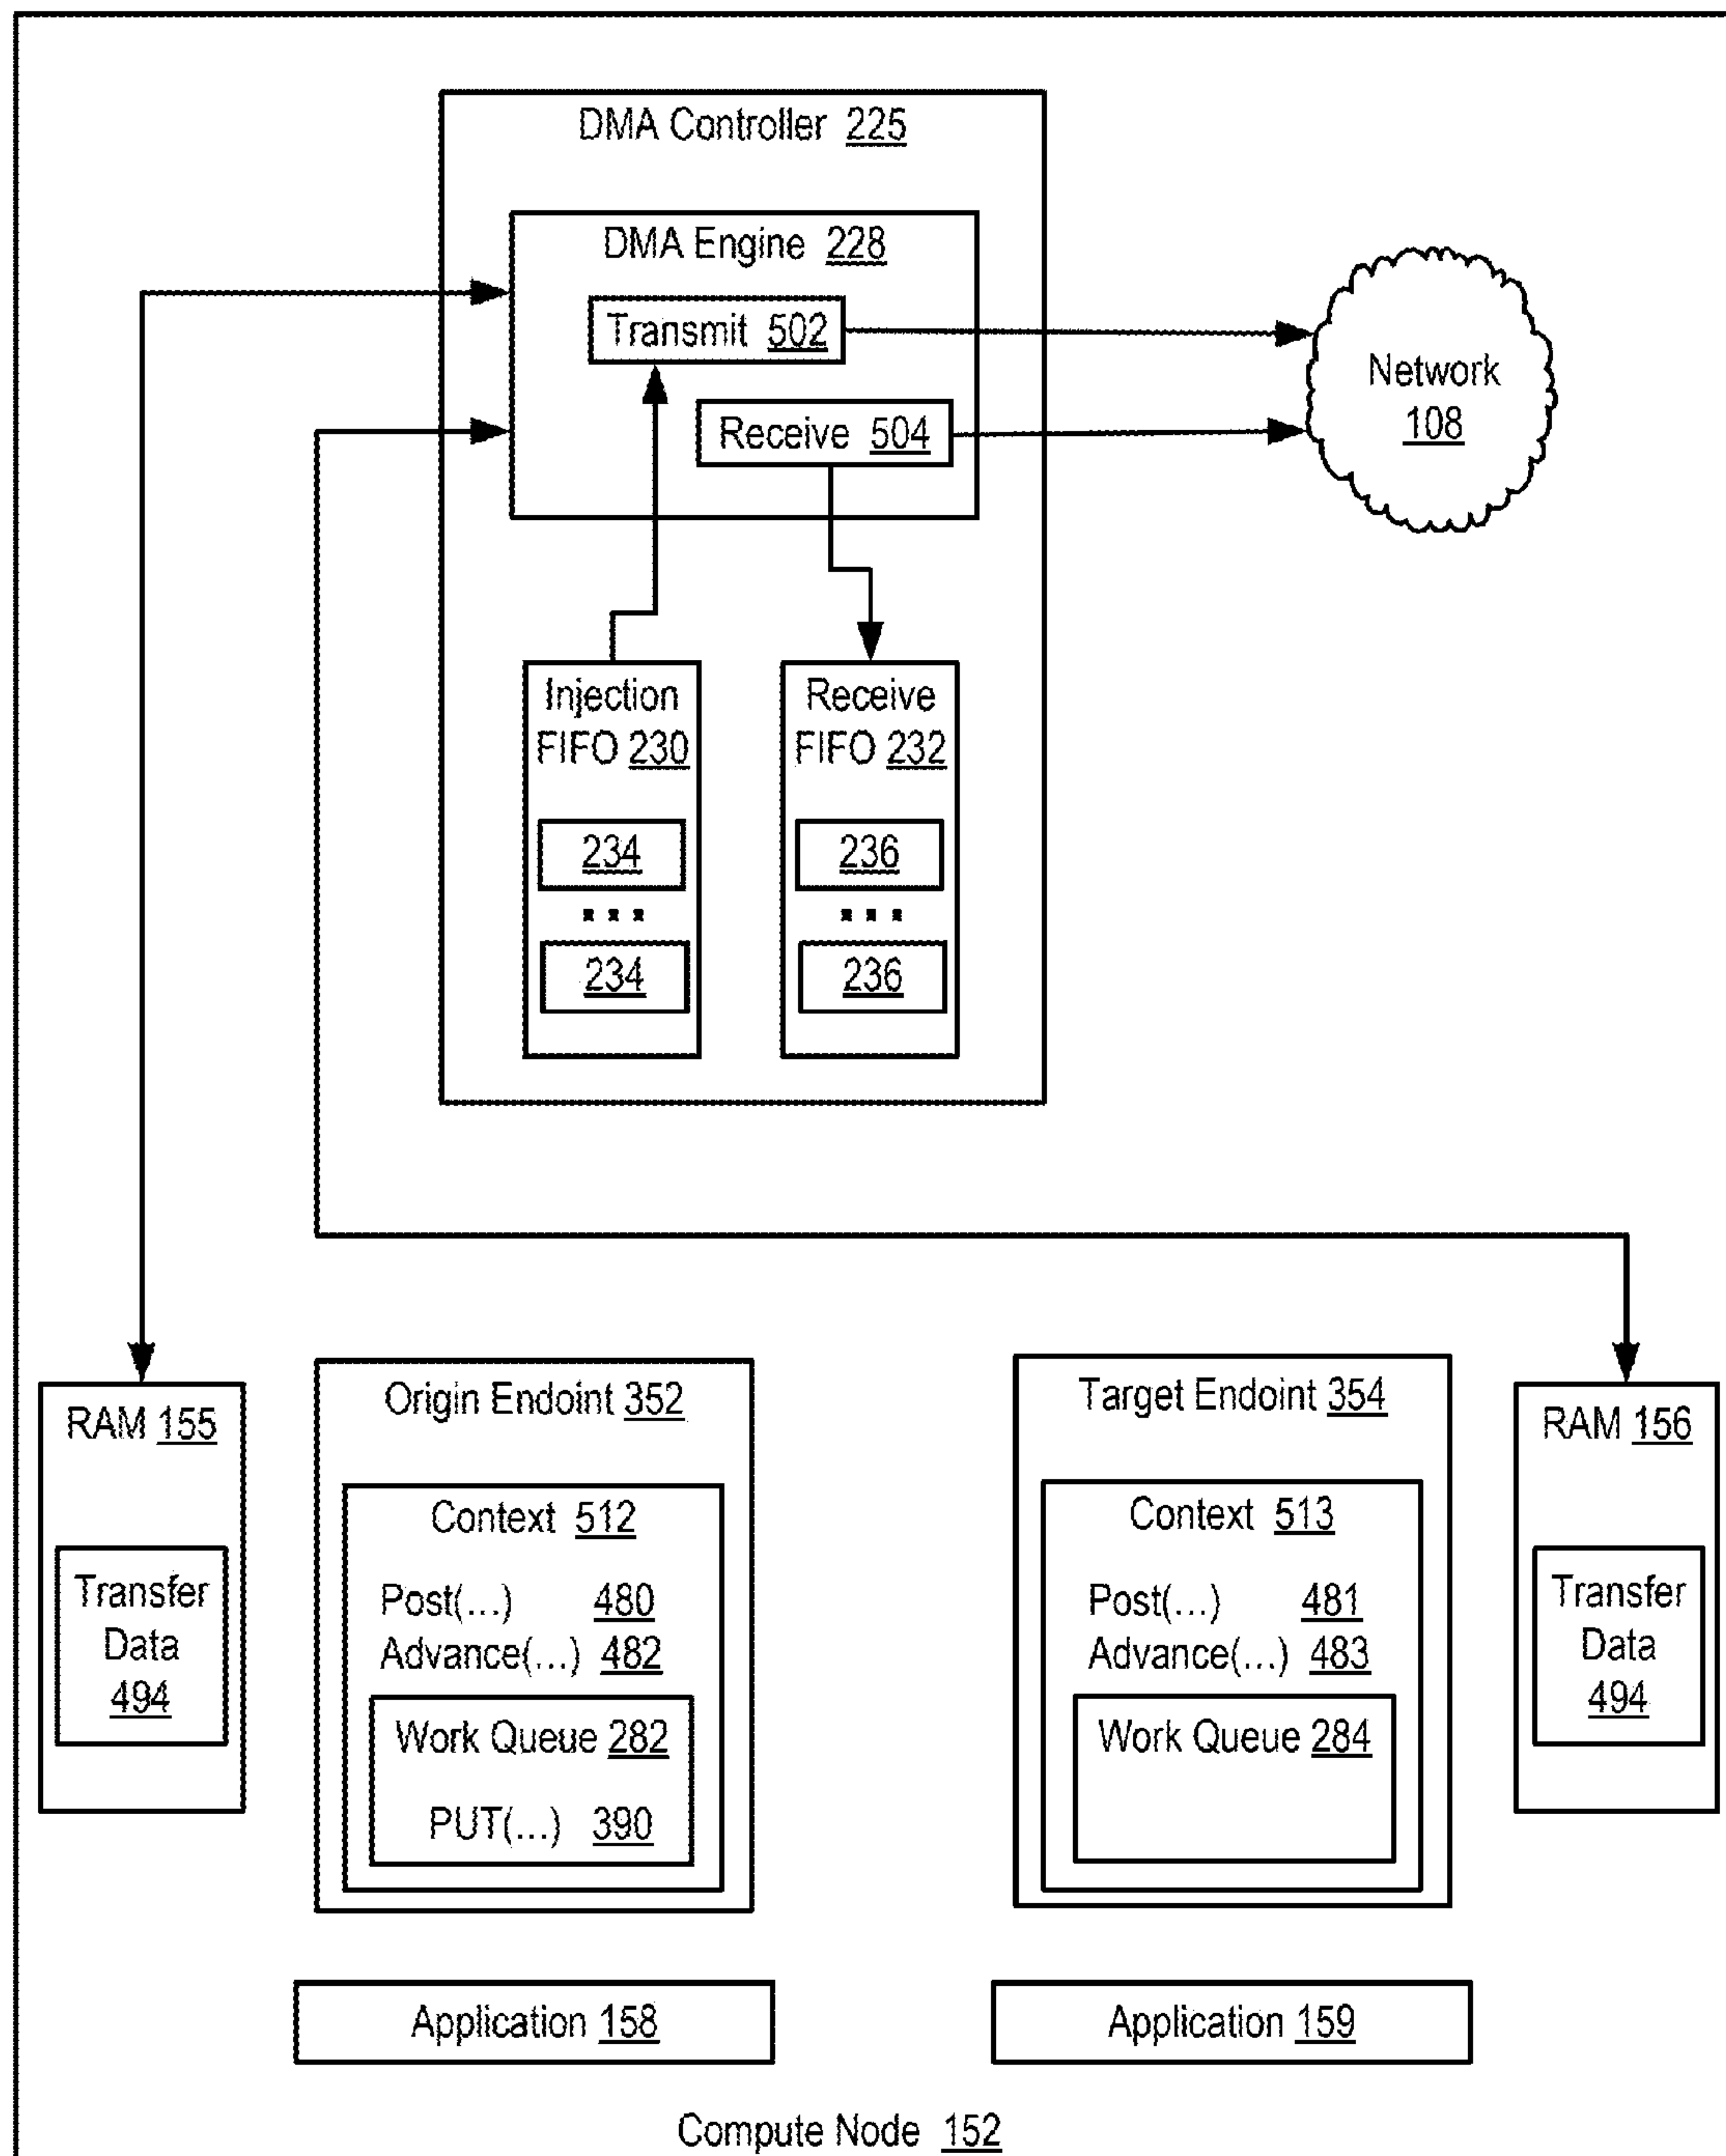 DMA Controller 225
DMA Engine 228
Transmit 502
Receive 504
Network
108
Injection
FIFO 230
234
...
234
Receive
FIFO 232
236
...
236
RAM 155
Transfer
Data
494
Origin Endoint 352
Context 512
Post(...) 480
Advance(...) 482
Work Queue 282
PUT(...) 390
Target Endoint 354
Context 513
Post(...) 481
Advance(...) 483
Work Queue 284
RAM 156
Transfer
Data
494
Application 158
Application 159
Compute Node 152